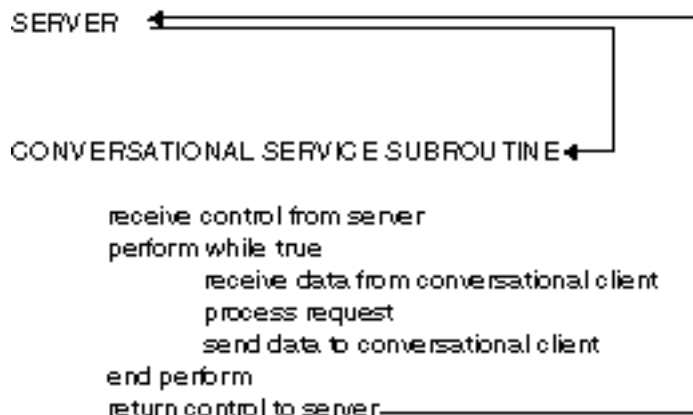 SERVER
CONVERSATIONAL SERVICE SUBROUTINE
receive control from server
perform while true
receive data from conversational client
process request
send data to conversational client
end perform
return control to server